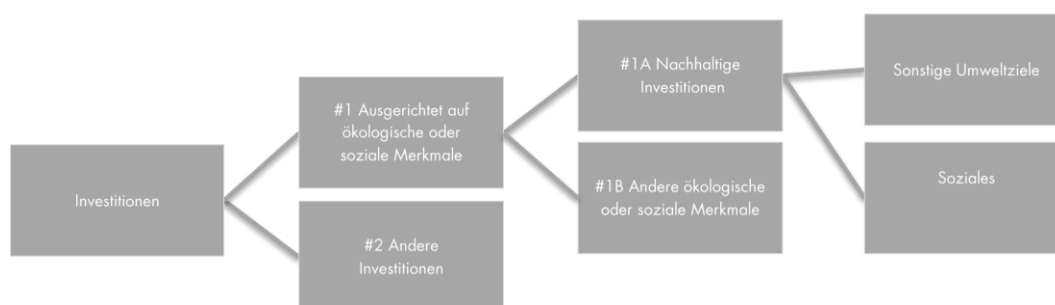 Investitionen
#1 Ausgerichtet auf
ökologische oder
soziale Merkmale
#2 Andere
Investitionen
#1A Nachhaltige
Investitionen
#1B Andere ökologische
oder soziale Merkmale
Sonstige Umweltziele
Soziales